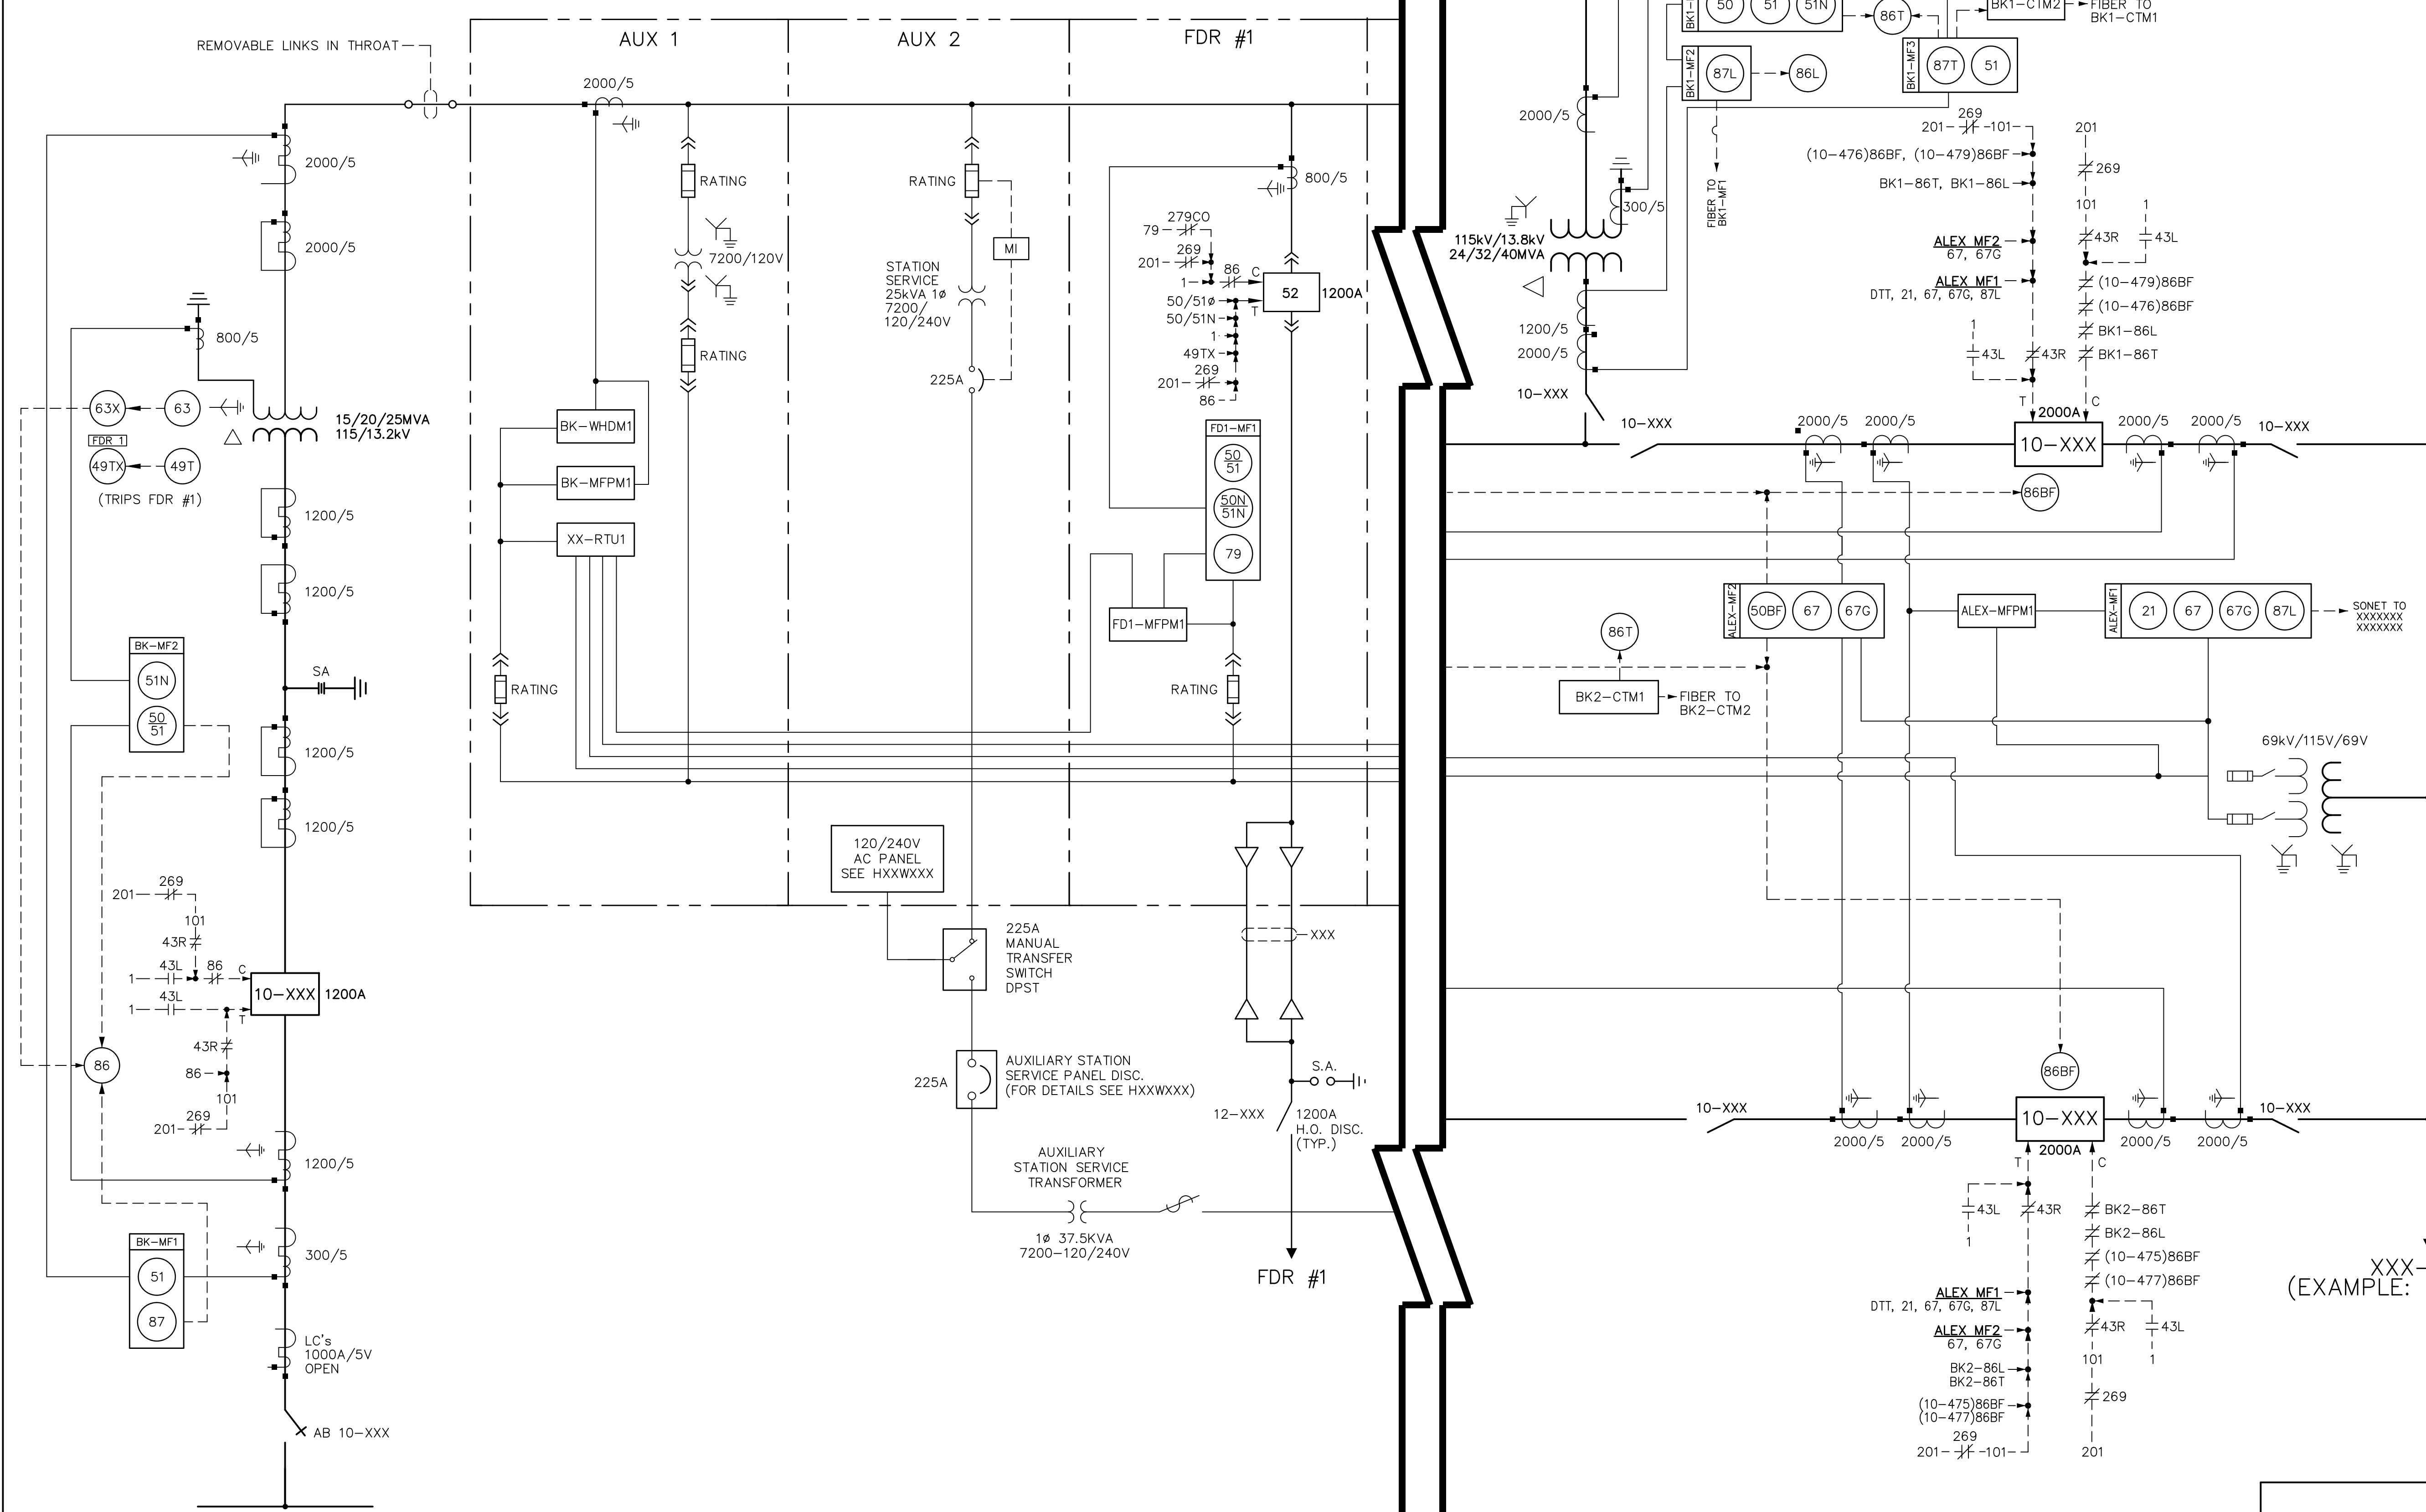 REMOVABLE LINKS IN THROAT
2000/5
2000/5
800/5
63X
63
FDR 1
49TX
49T
(TRIPS FDR #1)
15/20/25MVA
115/13.2kV
1200/5
1200/5
BK-MF2
51N
50
51
SA
1200/5
1200/5
269
201
101
43R
43L
86
C
1
10-XXX
1200A
43L
1
T
43R
86
86
101
269
201
1200/5
300/5
BK-MF1
51
87
LC's
1000A/5V
OPEN
AB 10-XXX
AUX 1
2000/5
RATING
7200/120V
RATING
BK-WHDM1
BK-MFPM1
XX-RTU1
RATING
AUX 2
RATING
MI
STATION
SERVICE
25kVA 1ø
7200/
120/240V
225A
120/240V
AC PANEL
SEE HXXWXXX
225A
MANUAL
TRANSFER
SWITCH
DPST
225A
AUXILIARY STATION
SERVICE PANEL DISC.
(FOR DETAILS SEE HXXWXXX)
AUXILIARY
STATION SERVICE
TRANSFORMER
1ø 37.5KVA
7200-120/240V
FDR #1
800/5
279CO
79
269
201
86
C
1
52
1200A
50/51ø
T
50/51N
1
49TX
269
201
86
FD1-MF1
50
51
50N
51N
79
FD1-MFPM1
RATING
XXX
S.A.
12-XXX
1200A
H.O. DISC.
(TYP.)
FDR #1
50
51
51N
86T
BK1-CTM2
FIBER TO
BK1-CTM1
BK1-MF2
87L
86L
BK1-MF3
87T
51
FIBER TO
BK1-MF1
2000/5
300/5
115kV/13.8kV
24/32/40MVA
1200/5
2000/5
10-XXX
10-XXX
269
201
101
(10-476)86BF, (10-479)86BF
BK1-86T, BK1-86L
ALEX MF2
67, 67G
ALEX MF1
DTT, 21, 67, 67G, 87L
1
43L
43R
T
201
269
101
1
43R
43L
(10-479)86BF
(10-476)86BF
BK1-86L
BK1-86T
C
2000A
2000/5
2000/5
10-XXX
2000/5
2000/5
10-XXX
86BF
ALEX-MF2
50BF
67
67G
ALEX-MFPM1
ALEX-MF1
21
67
67G
87L
SONET TO
XXXXXXX
XXXXXXX
86T
BK2-CTM1
FIBER TO
BK2-CTM2
69kV/115V/69V
86BF
10-XXX
2000/5
2000/5
10-XXX
2000A
2000/5
2000/5
10-XXX
T
C
43L
43R
1
ALEX MF1
DTT, 21, 67, 67G, 87L
ALEX MF2
67, 67G
BK2-86L
BK2-86T
(10-475)86BF
(10-477)86BF
269
201
101
BK2-86T
BK2-86L
(10-475)86BF
(10-477)86BF
43R
43L
101
1
269
201
XXX-
(EXAMPLE: